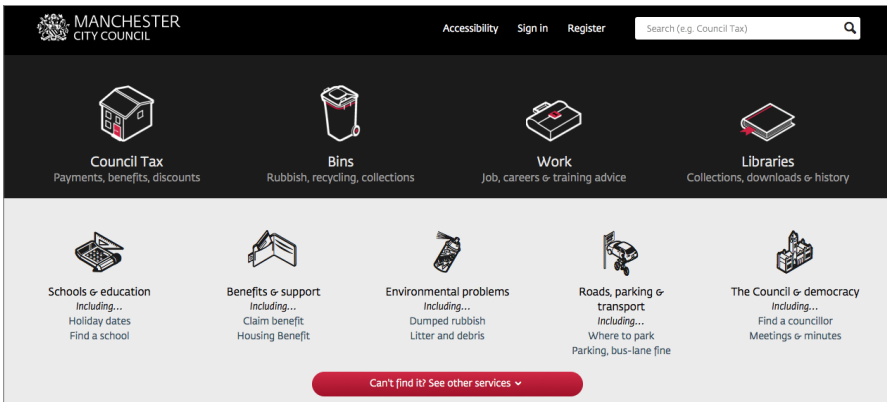 MANCHESTER
CITY COUNCIL
Accessibility Sign in Register Search (e.g. Council Tax)
Council Tax
Payments, benefits, discounts
Bins
Rubbish, recycling, collections
Work
Job, careers & training advice
Libraries
Collections, downloads & history
Schools & education
Including...
Holiday dates
Find a school
Benefits & support
Including...
Claim benefit
Housing Benefit
Environmental problems
Including...
Dumped rubbish
Litter and debris
Roads, parking &
transport
Including...
Where to park
Parking, bus-lane fine
The Council & democracy
Including...
Find a councillor
Meetings & minutes
Can't find it? See other services